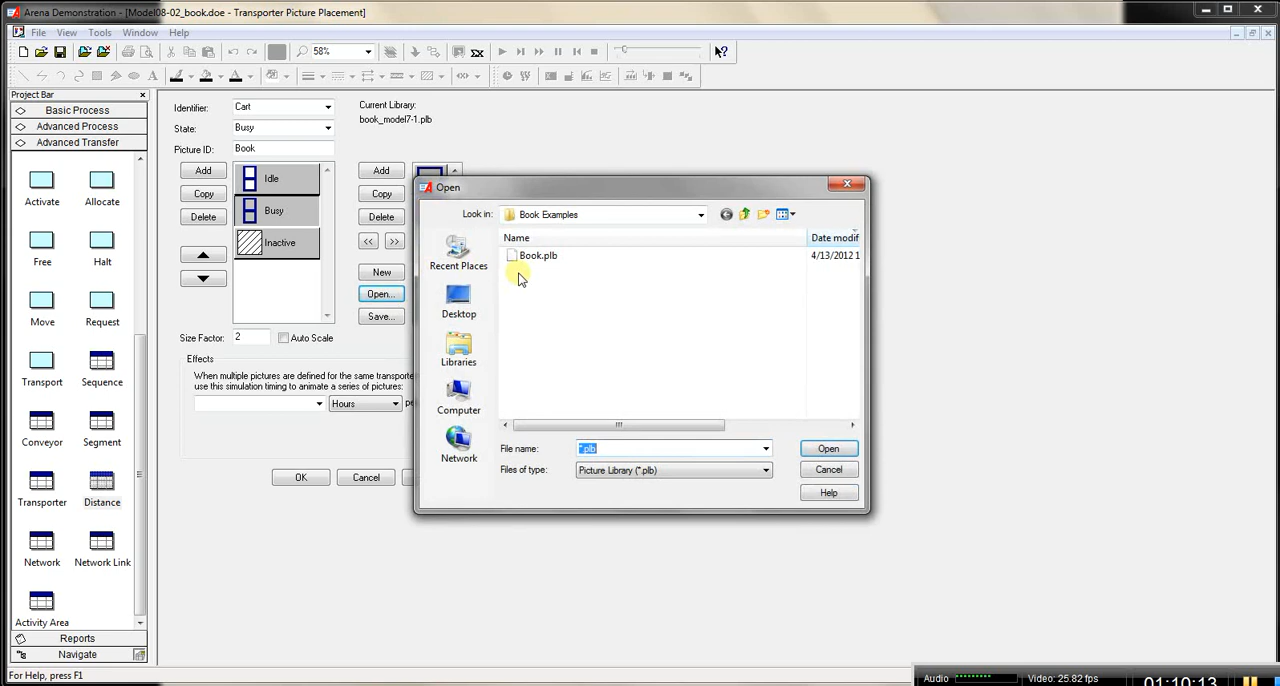 Arena Demonstration - [Model08-02_book.doe - Transporter Picture Placement]
File View Tools Window Help
58%
Project Bar
Basic Process
Advanced Process
Advanced Transfer
Activate Allocate
Free Halt
Move Request
Transport Sequence
Conveyor Segment
Transporter Distance
Network Network Link
Activity Area
Reports
Navigate
Identifier: Cart
State: Busy
Picture ID: Book
Current Library:
book_model7-1.plb
Add
Copy
Delete
Idle
Busy
Inactive
Add
Copy
Delete
<< >>
New
Open...
Save...
Size Factor: 2 Auto Scale
Effects
When multiple pictures are defined for the same transporte
use this simulation timing to animate a series of pictures:
Hours pe
OK Cancel
Open
Look in: Book Examples
Name Date modif
Book.plb 4/13/2012 1
Recent Places
Desktop
Libraries
Computer
Network
File name: *.plb Open
Files of type: Picture Library (*.plb) Cancel
Help
For Help, press F1
Audio Video: 25.82 fps 01:10:13